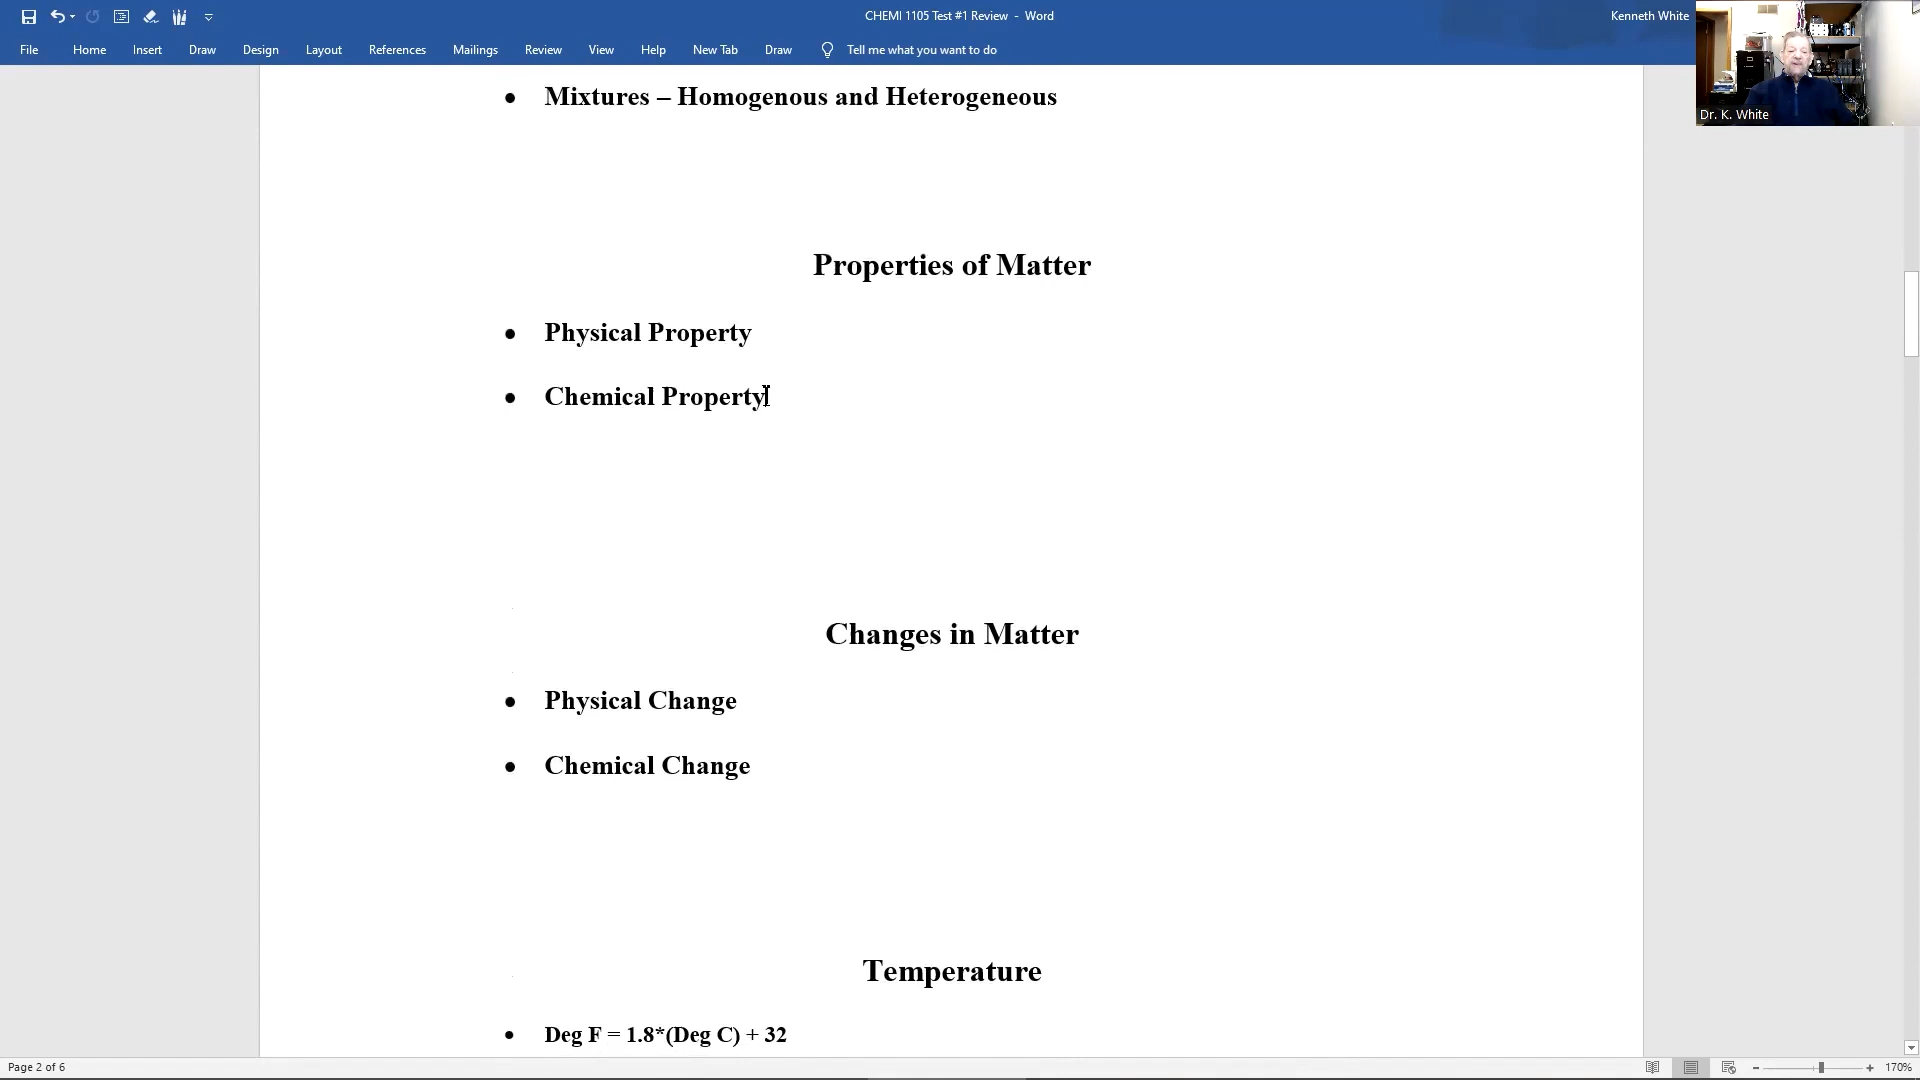 CHEMI 1105 Test #1 Review - Word
Kenneth White
File Home Insert Draw Design Layout References Mailings Review View Help New Tab Draw Tell me what you want to do
Dr. K. White
• Mixtures – Homogenous and Heterogeneous
Properties of Matter
• Physical Property
• Chemical Property
Changes in Matter
• Physical Change
• Chemical Change
Temperature
• Deg F = 1.8*(Deg C) + 32
Page 2 of 6
170%